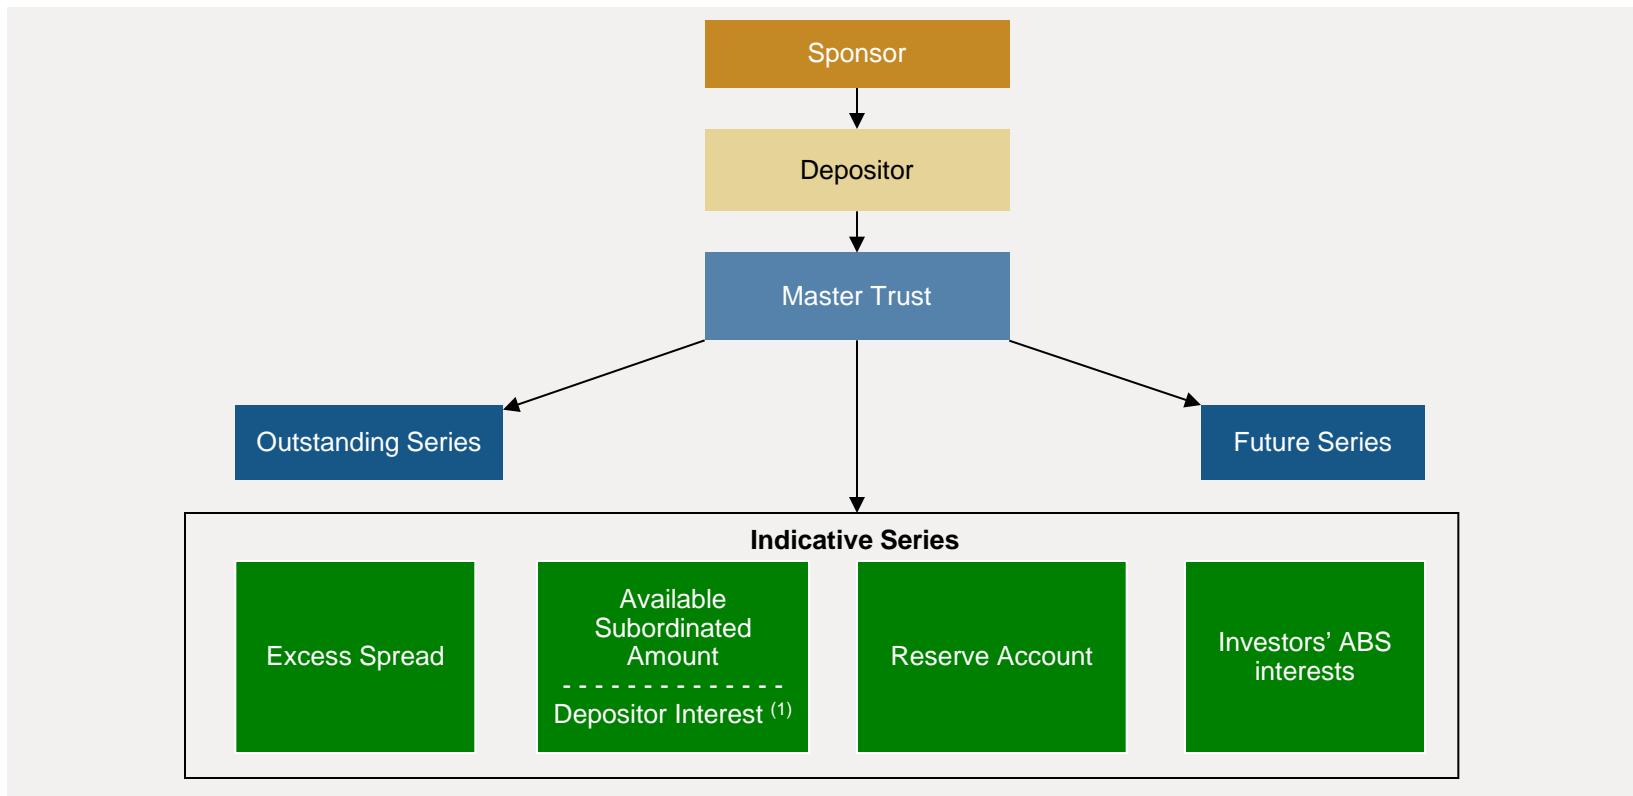 Sponsor
Depositor
Master Trust
Outstanding Series
Future Series
Indicative Series
Excess Spread
Available
Subordinated
Amount
- - - - - - - - - - - - - -
Depositor Interest (1)
Reserve Account
Investors’ ABS
interests